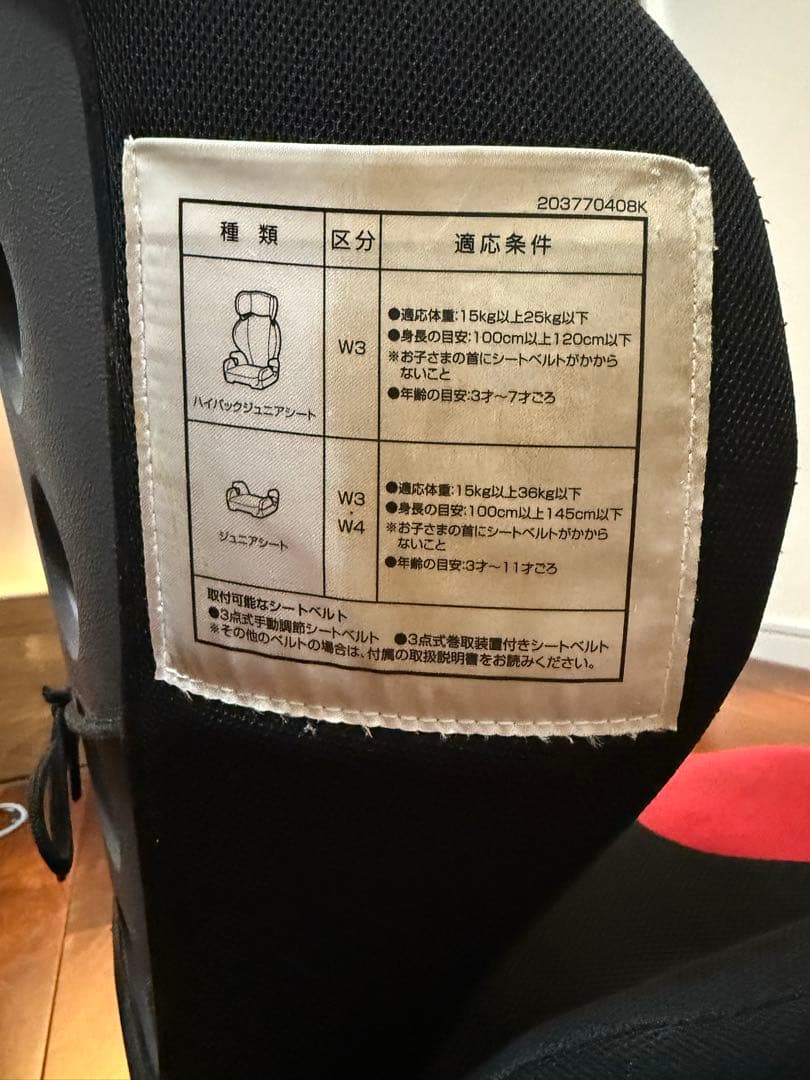 203770408K
種類 区分 適応条件
ハイバックジュニアシート
W3
●適応体重:15kg以上25kg以下
●身長の目安:100cm以上120cm以下
※お子さまの首にシートベルトがかから
ないこと
●年齢の目安:3才〜7才ごろ
ジュニアシート
W3
・
W4
●適応体重:15kg以上36kg以下
●身長の目安:100cm以上145cm以下
※お子さまの首にシートベルトがかから
ないこと
●年齢の目安:3才〜11才ごろ
取付可能なシートベルト
●3点式手動調節シートベルト ●3点式巻取装置付きシートベルト
※その他のベルトの場合は、付属の取扱説明書をお読みください。